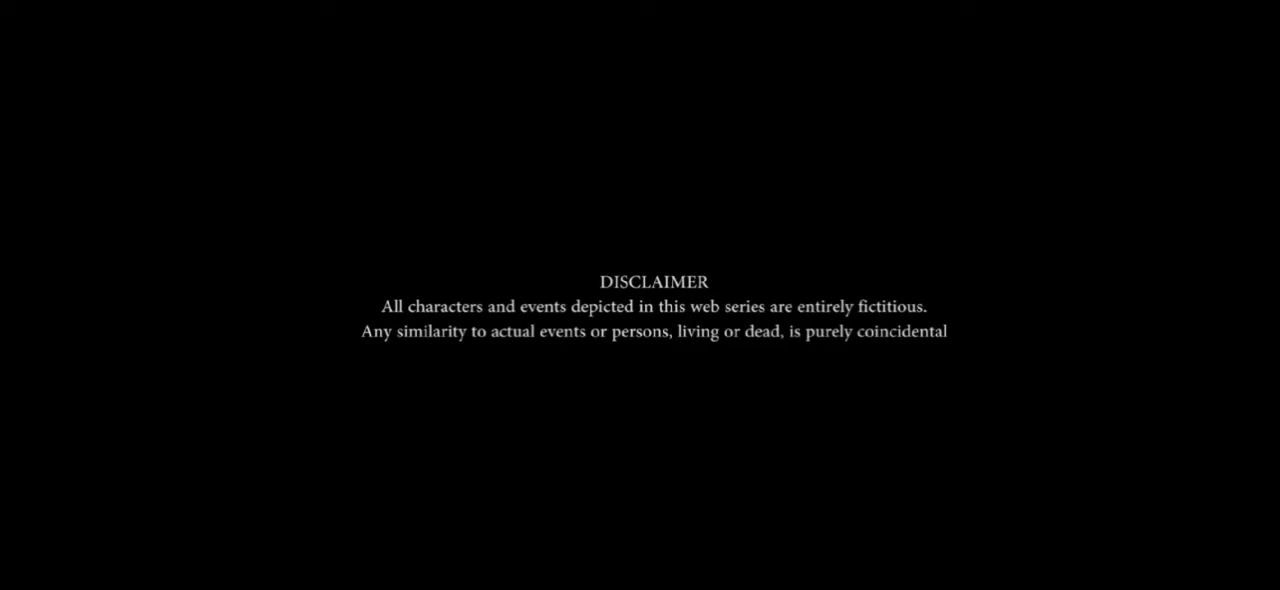 DISCLAIMER
All characters and events depicted in this web series are entirely fictitious.
Any similarity to actual events or persons, living or dead, is purely coincidental